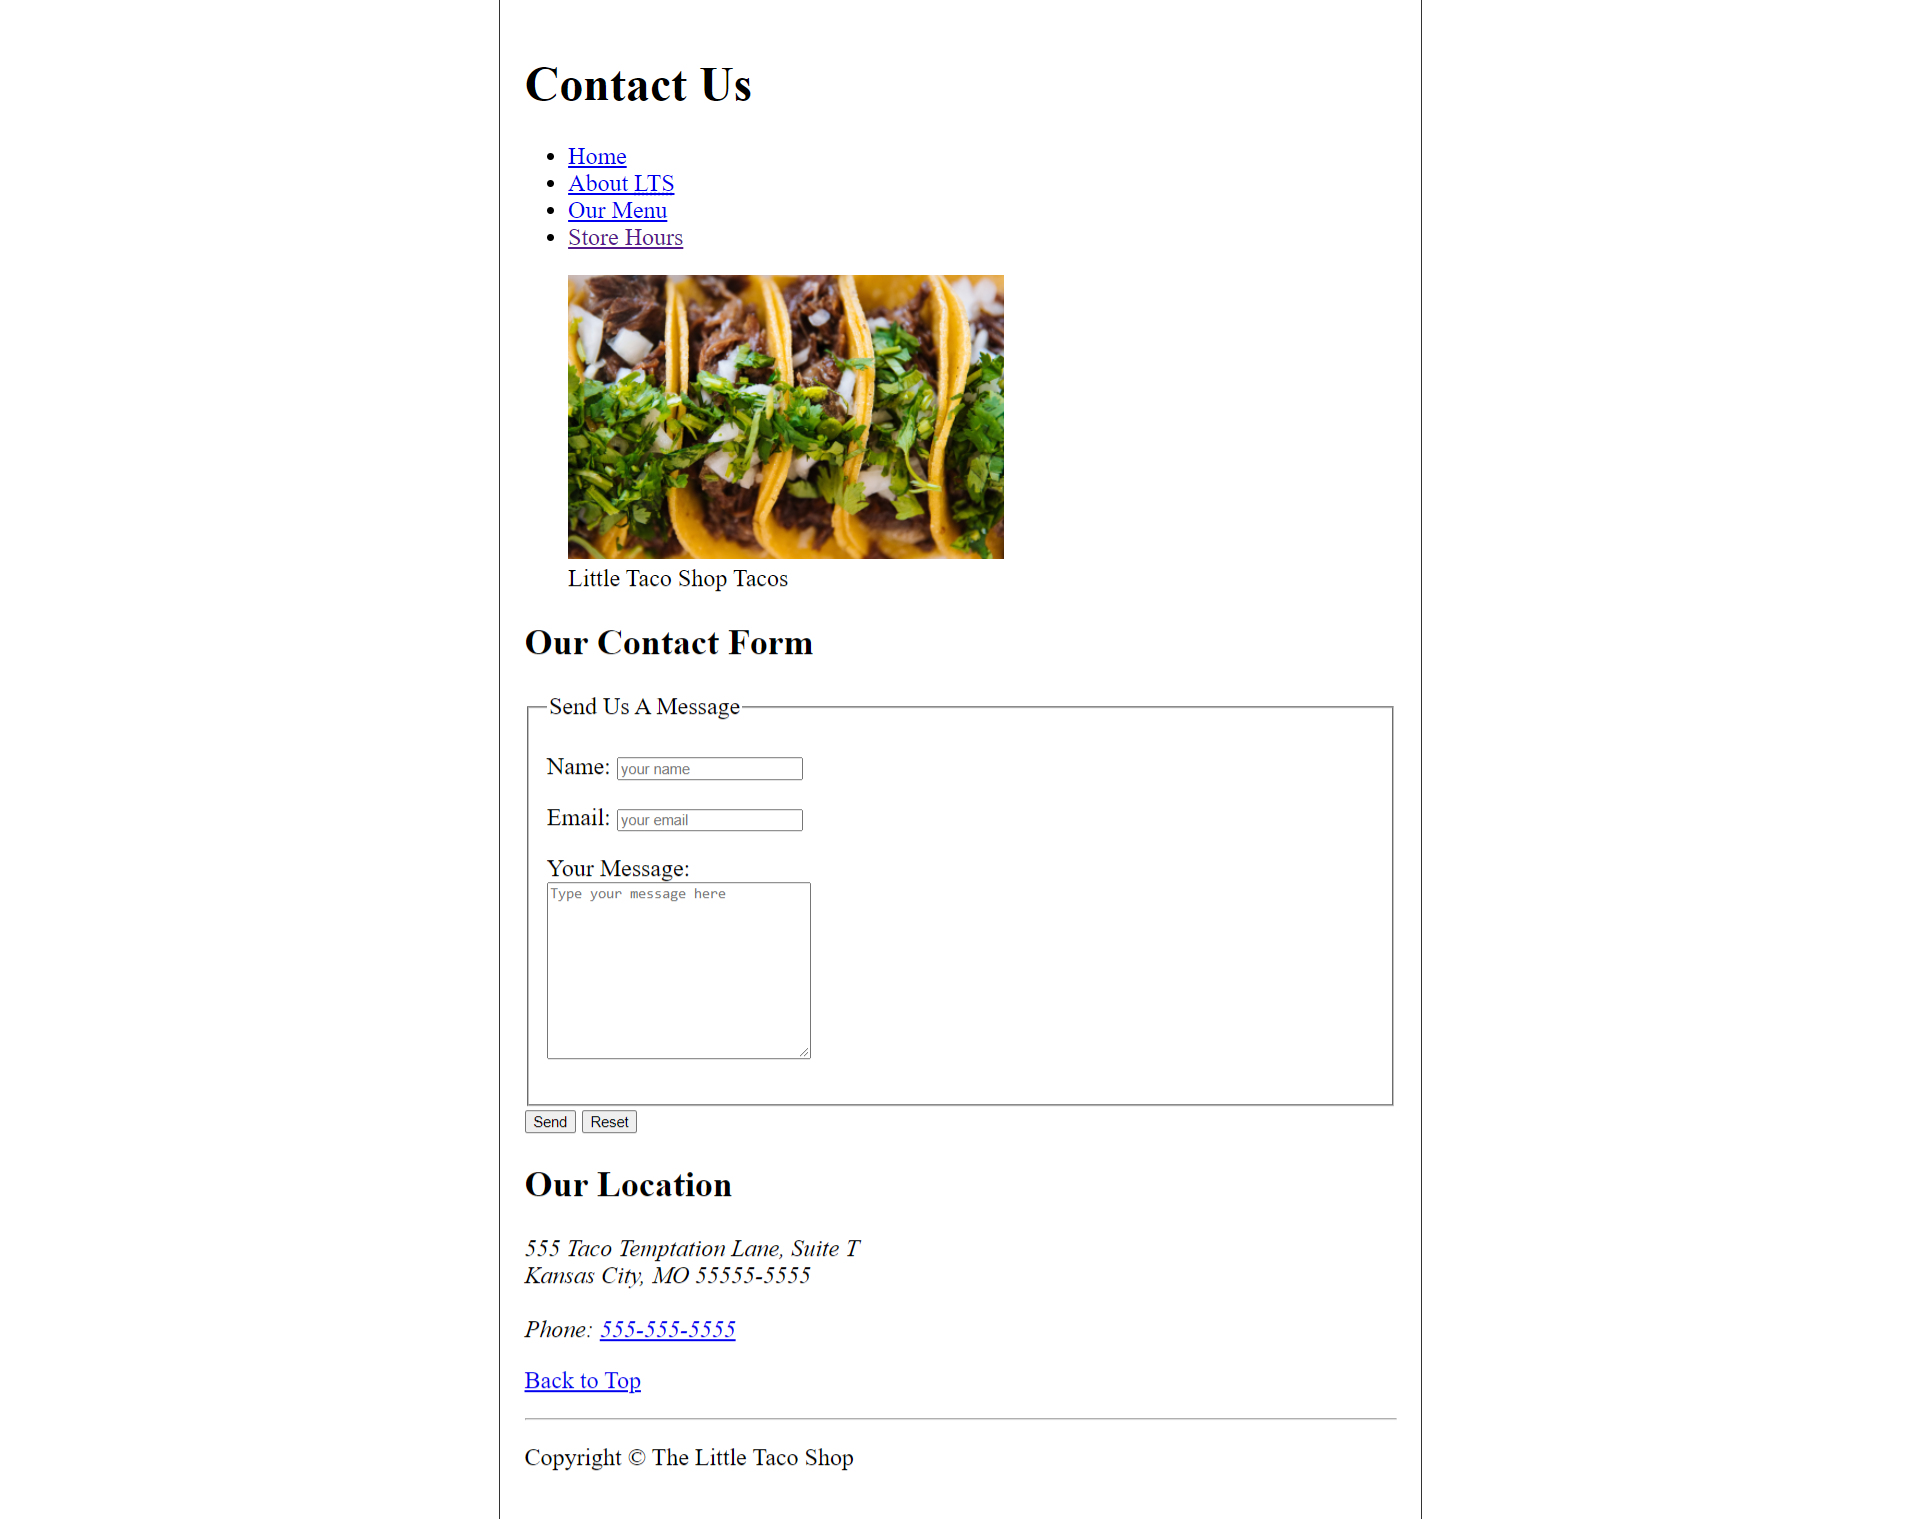 Contact Us
Home
About LTS
Our Menu
Store Hours
Little Taco Shop Tacos
Our Contact Form
Send Us A Message
Name: your name
Email: your email
Your Message:
Type your message here
Send Reset
Our Location
555 Taco Temptation Lane, Suite T
Kansas City, MO 55555-5555
Phone: 555-555-5555
Back to Top
Copyright © The Little Taco Shop